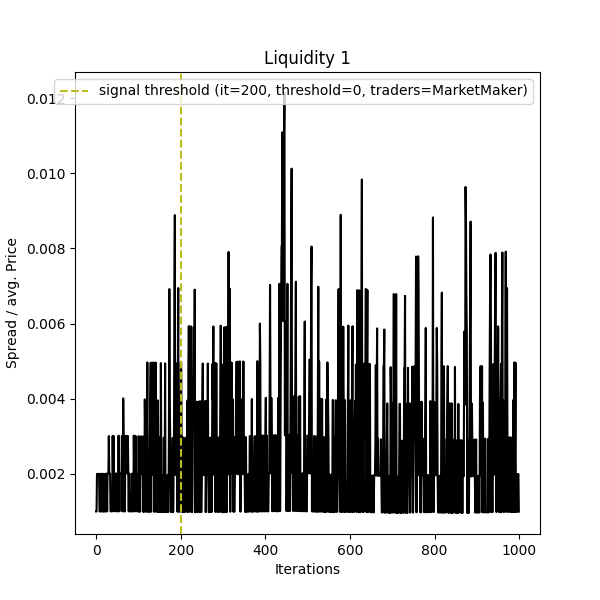 Liquidity 1
signal threshold (it=200, threshold=0, traders=MarketMaker)
Spread / avg. Price
0.012
0.010
0.008
0.006
0.004
0.002
0 200 400 600 800 1000
Iterations